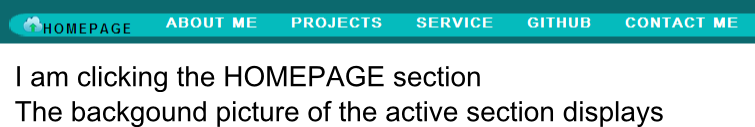 HOMEPAGE ABOUT ME PROJECTS SERVICE GITHUB CONTACT ME
I am clicking the HOMEPAGE section
The backgound picture of the active section displays